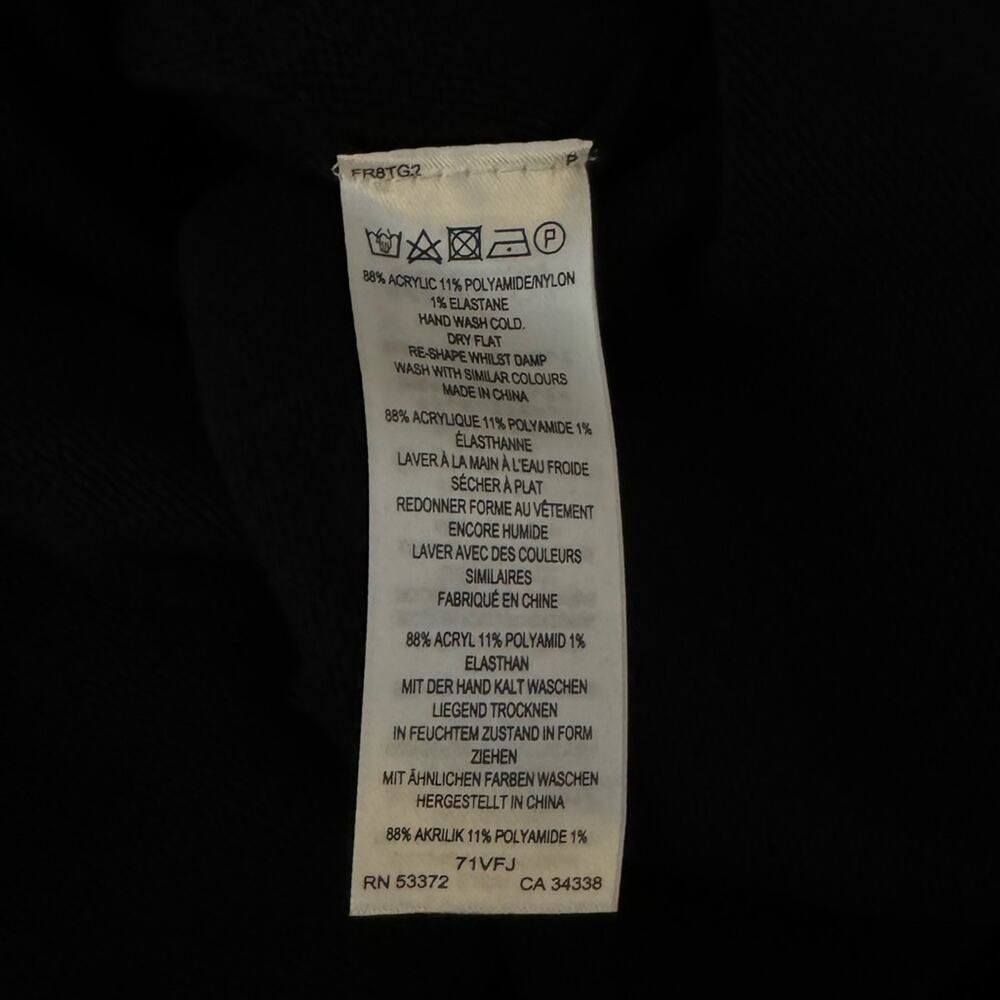 FR8TG2 P
P
88% ACRYLIC 11% POLYAMIDE/NYLON
1% ELASTANE
HAND WASH COLD.
DRY FLAT
RE-SHAPE WHILST DAMP
WASH WITH SIMILAR COLOURS
MADE IN CHINA
88% ACRYLIQUE 11% POLYAMIDE 1%
ÉLASTHANNE
LAVER À LA MAIN À L'EAU FROIDE
SÉCHER À PLAT
REDONNER FORME AU VÊTEMENT
ENCORE HUMIDE
LAVER AVEC DES COULEURS
SIMILAIRES
FABRIQUÉ EN CHINE
88% ACRYL 11% POLYAMID 1%
ELASTHAN
MIT DER HAND KALT WASCHEN
LIEGEND TROCKNEN
IN FEUCHTEM ZUSTAND IN FORM
ZIEHEN
MIT ÄHNLICHEN FARBEN WASCHEN
HERGESTELLT IN CHINA
88% AKRILIK 11% POLYAMIDE 1%
71VFJ
RN 53372 CA 34338